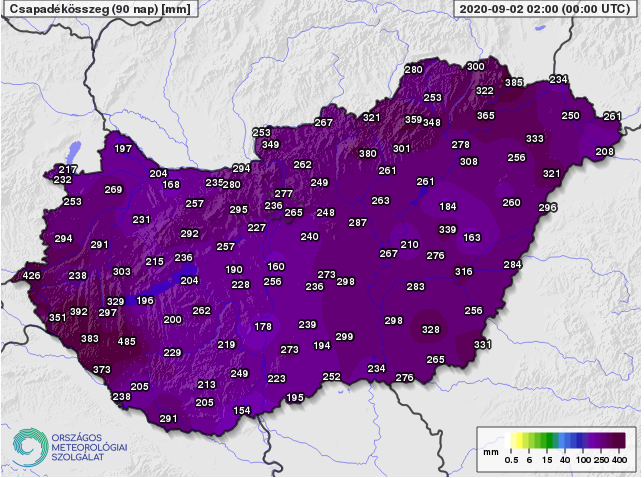 Csapadékösszeg (90 nap) [mm]
2020-09-02 02:00 (00:00 UTC)
280 300
385 234
253 322
267 321 359 348 365 250 261
253
197 349 333
380 301 278 208
308 256
217 204 294 262 261 321
232 168 235 280 249 261
269 277
253 257 295 236 265 248 263 184 260 296
231 227
294 291 292 240 287 339 163
257 210
215 236 267 276
426 238 303 190 160 273 316 284
204 228 256 236 298 283
329 196
351 392 297 200 262 256
178 239 298 328
383 485 299
229 219 273 194 331
373 265
249 223 252 234 276
205 213
238 205 195
291 154
ORSZÁGOS
METEOROLÓGIAI
SZOLGÁLAT
mm
0.5 6 15 40 100 250 400